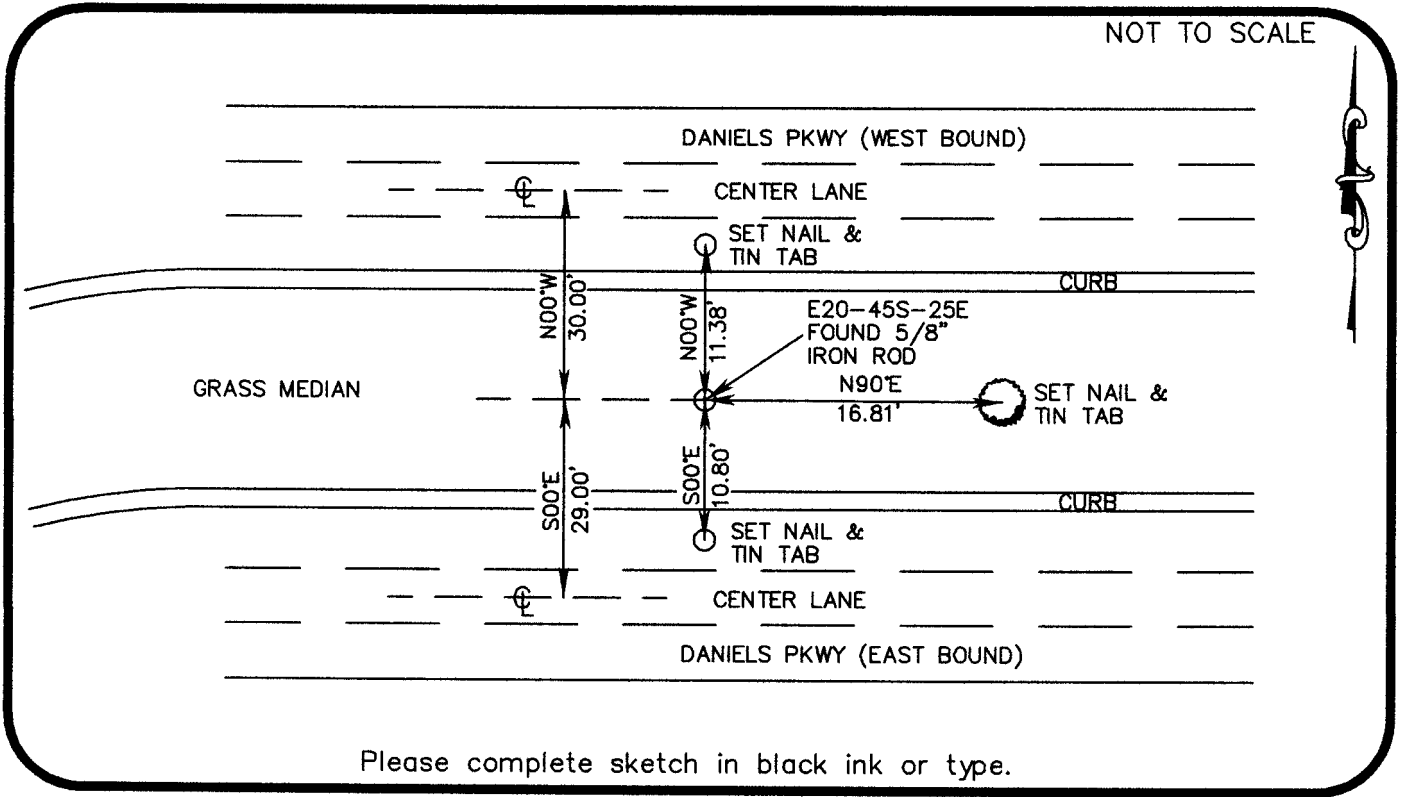 NOT TO SCALE
DANIELS PKWY (WEST BOUND)
℄
CENTER LANE
SET NAIL &
TIN TAB
CURB
N00°W
30.00'
N00°W
11.38'
E20-45S-25E
FOUND 5/8"
IRON ROD
GRASS MEDIAN
N90°E
16.81'
SET NAIL &
TIN TAB
S00°E
29.00'
S00°E
10.80'
CURB
SET NAIL &
TIN TAB
℄
CENTER LANE
DANIELS PKWY (EAST BOUND)
Please complete sketch in black ink or type.